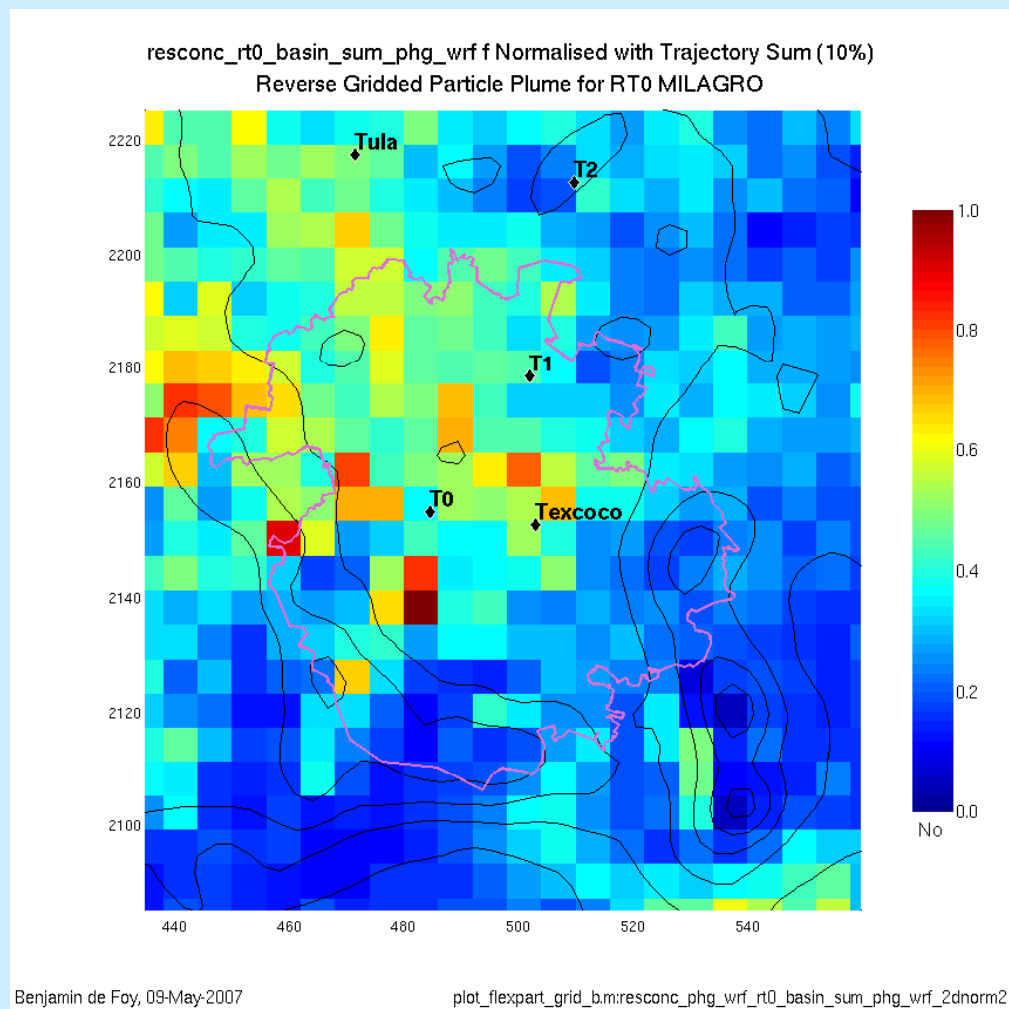 resconc_rt0_basin_sum_phg_wrf f Normalised with Trajectory Sum (10%)
Reverse Gridded Particle Plume for RT0 MILAGRO
2220
2200
2180
2160
2140
2120
2100
Tula
T2
T1
T0
Texcoco
440
460
480
500
520
540
1.0
0.8
0.6
0.4
0.2
0.0
No
Benjamin de Foy, 09-May-2007
plot_flexpart_grid_b.m:resconc_phg_wrf_rt0_basin_sum_phg_wrf_2dnorm2